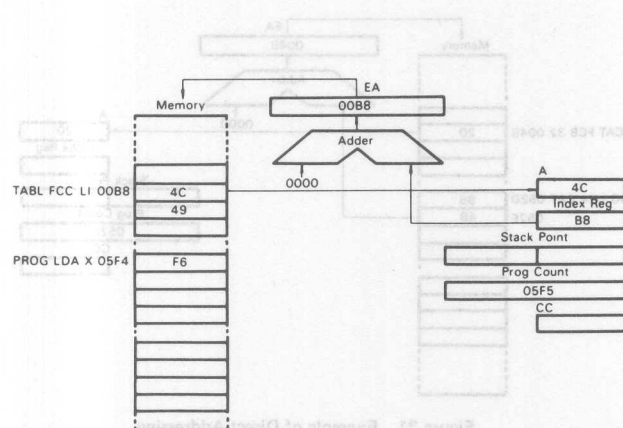 EA
00B8
Memory
Adder
0000
A
TABL FCC LI 00B8
4C
4C
49
Index Reg
B8
Stack Point
PROG LDA X 05F4
F6
Prog Count
05F5
CC